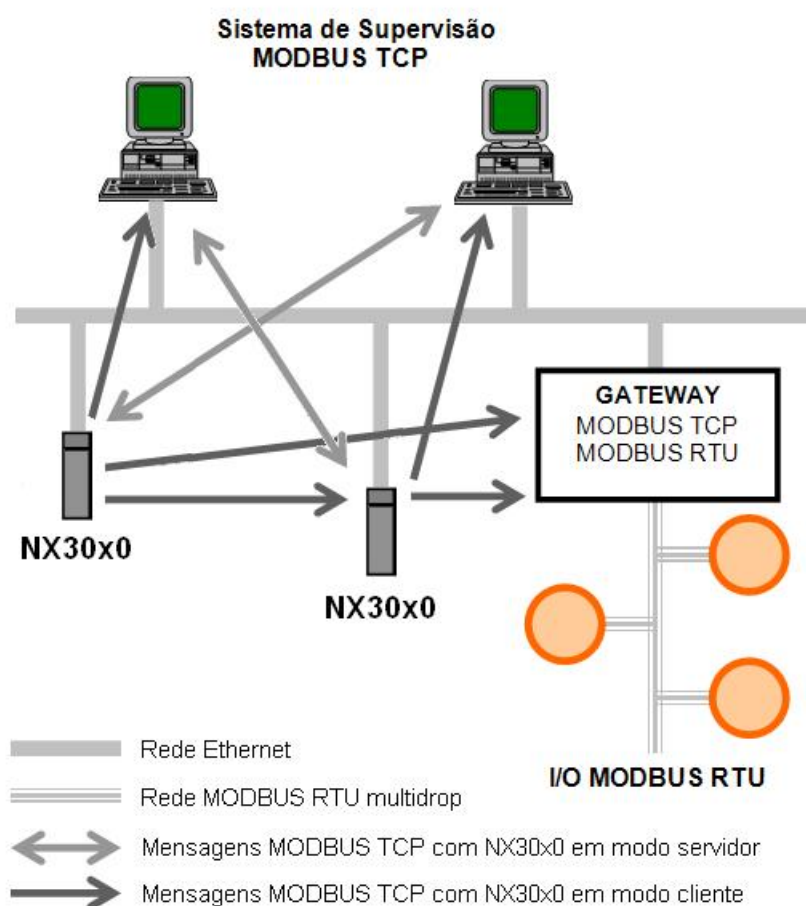 Sistema de Supervisão
MODBUS TCP
GATEWAY
MODBUS TCP
MODBUS RTU
NX30x0
NX30x0
I/O MODBUS RTU
Rede Ethernet
Rede MODBUS RTU multidrop
Mensagens MODBUS TCP com NX30x0 em modo servidor
Mensagens MODBUS TCP com NX30x0 em modo cliente